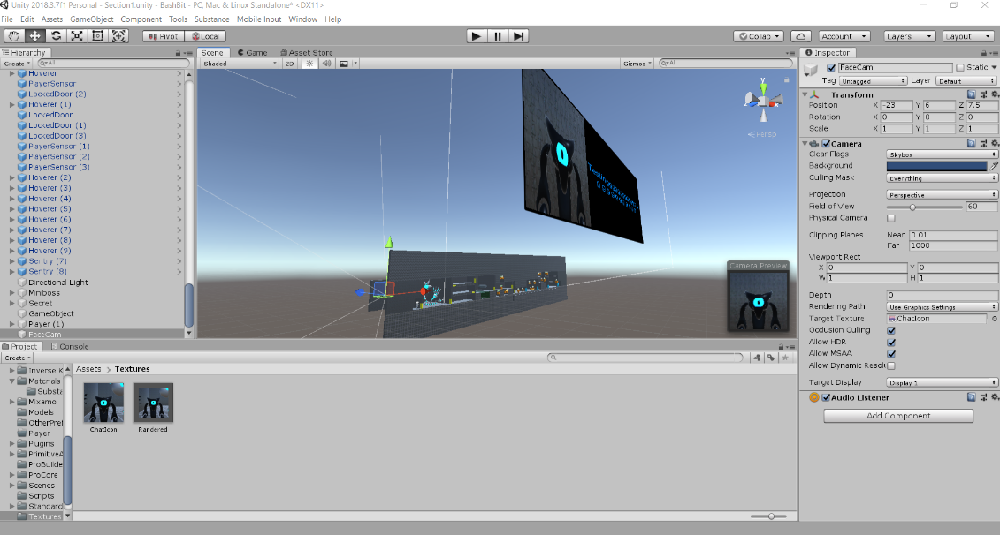 Unity 2018.3.7f1 Personal - Section1.unity - BashBit - PC, Mac & Linux Standalone* <DX11>
File Edit Assets GameObject Component Tools Substance Mobile Input Window Help
Pivot Local Collab Account Layers Layout
Hierarchy
Create All
Hoverer
PlayerSensor
LockedDoor (2)
Hoverer (1)
LockedDoor
LockedDoor (1)
LockedDoor (3)
PlayerSensor (1)
PlayerSensor (2)
PlayerSensor (3)
Hoverer (2)
Hoverer (3)
Hoverer (4)
Hoverer (5)
Hoverer (6)
Hoverer (7)
Hoverer (8)
Hoverer (9)
Sentry (7)
Sentry (8)
Directional Light
Miniboss
Secret
GameObject
Player (1)
FaceCam
Scene Game Asset Store
Shaded 2D Gizmos All
y
x
Persp
Camera Preview
Inspector
FaceCam Static
Tag Untagged Layer Default
Transform
Position X -23 Y 6 Z 7.5
Rotation X 0 Y 0 Z 0
Scale X 1 Y 1 Z 1
Camera
Clear Flags Skybox
Background
Culling Mask Everything
Projection Perspective
Field of View 60
Physical Camera
Clipping Planes Near 0.01
Far 1000
Viewport Rect
X 0 Y 0
W 1 H 1
Depth 0
Rendering Path Use Graphics Settings
Target Texture ChatIcon
Occlusion Culling
Allow HDR
Allow MSAA
Allow Dynamic Resolu
Target Display Display 1
Audio Listener
Add Component
Project Console
Create
Inverse K
Materials
Substa
Mixamo
Models
OtherPref
Player
Plugins
PrimitiveA
ProBuilde
ProCore
Scenes
Scripts
Standard
Textures
Assets > Textures
ChatIcon Randered